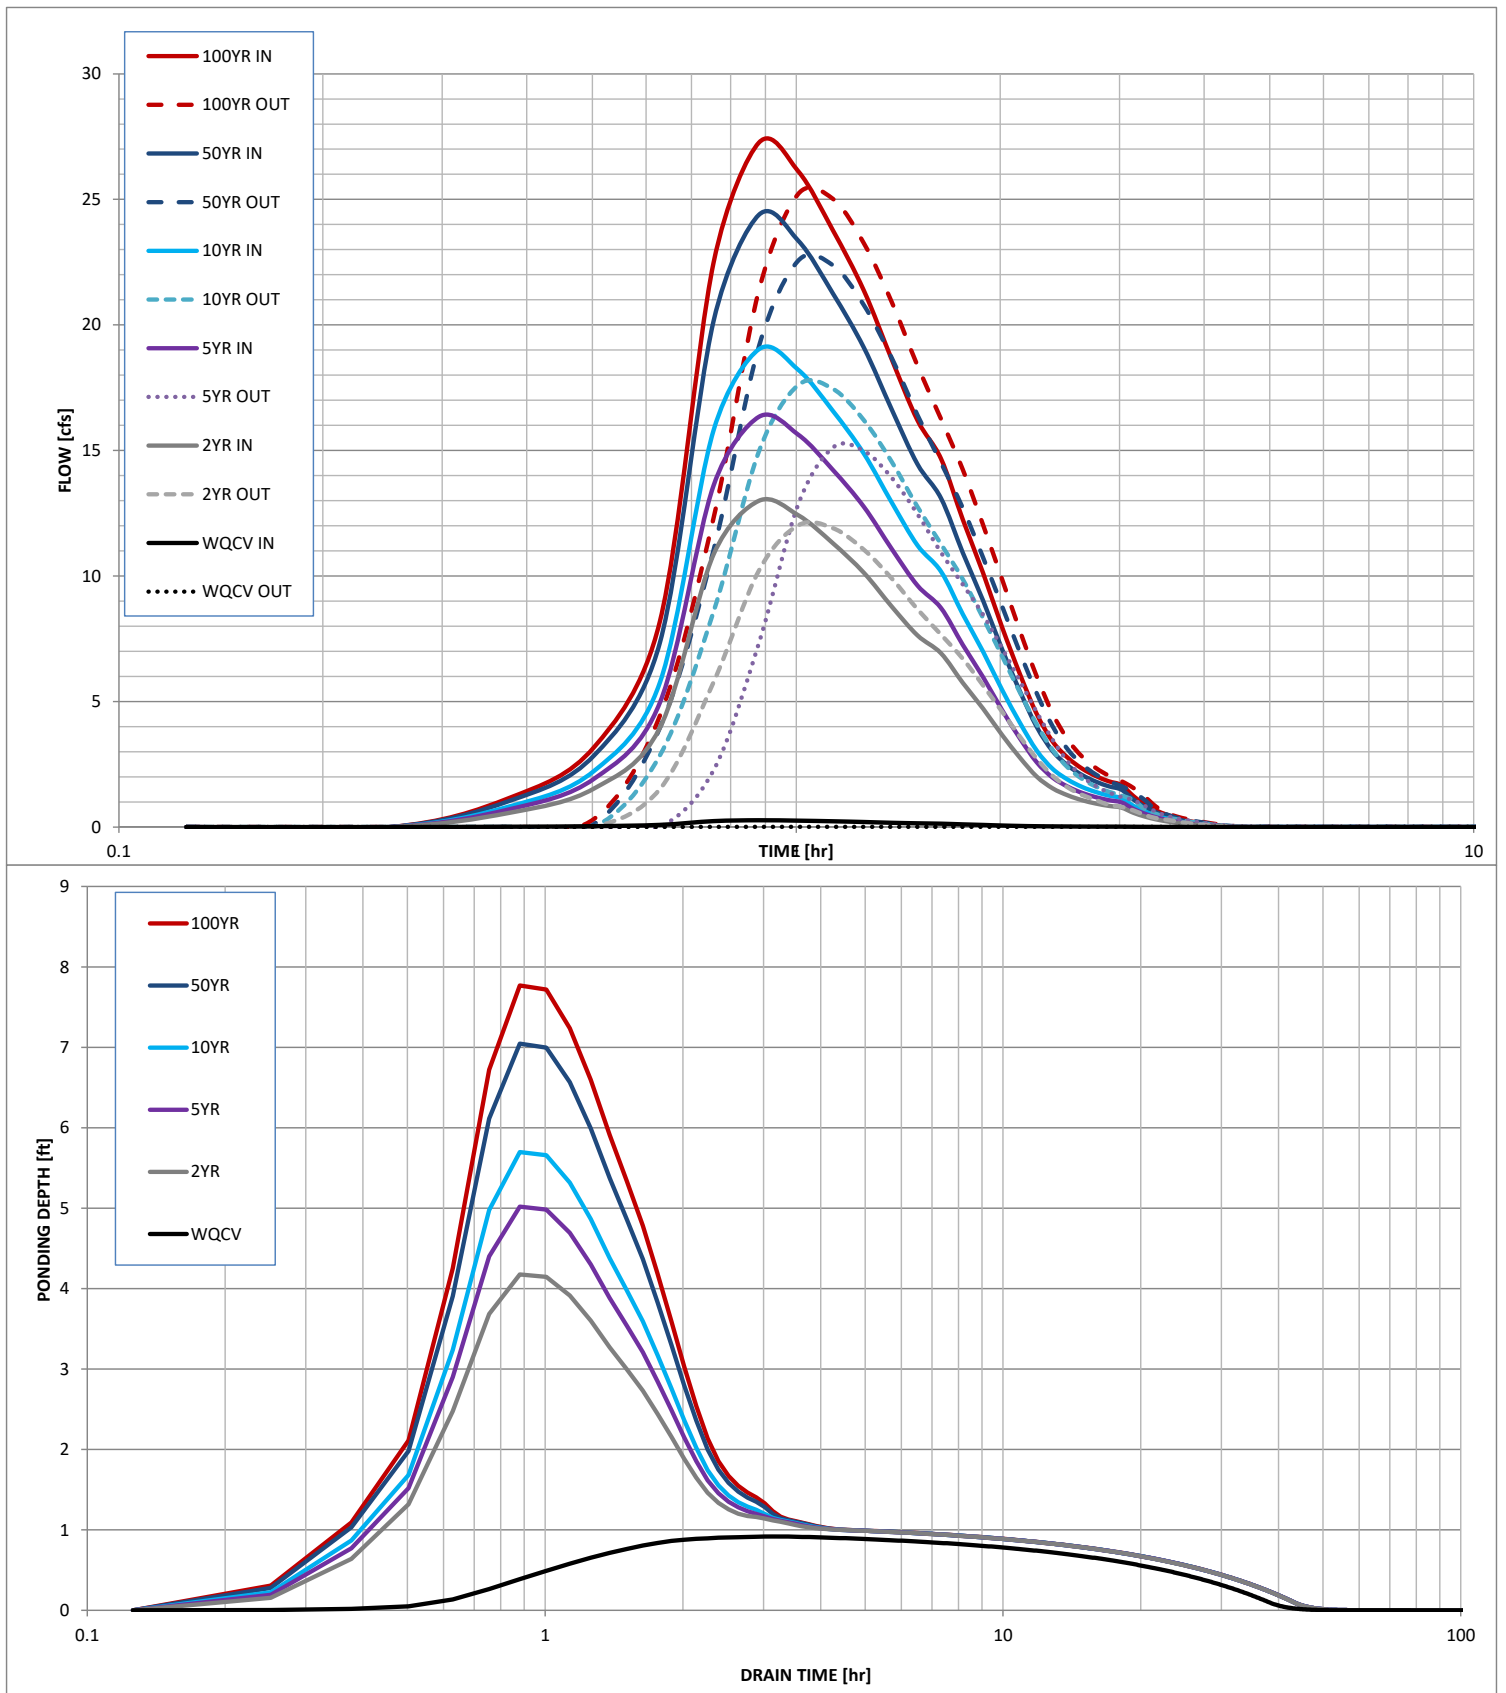 100YR IN
100YR OUT
50YR IN
50YR OUT
10YR IN
10YR OUT
5YR IN
5YR OUT
2YR IN
2YR OUT
WQCV IN
WQCV OUT
30
25
20
15
10
5
0
FLOW [cfs]
0.1
1
10
TIME [hr]
100YR
50YR
10YR
5YR
2YR
WQCV
9
8
7
6
5
4
3
2
1
0
PONDING DEPTH [ft]
0.1
1
10
100
DRAIN TIME [hr]